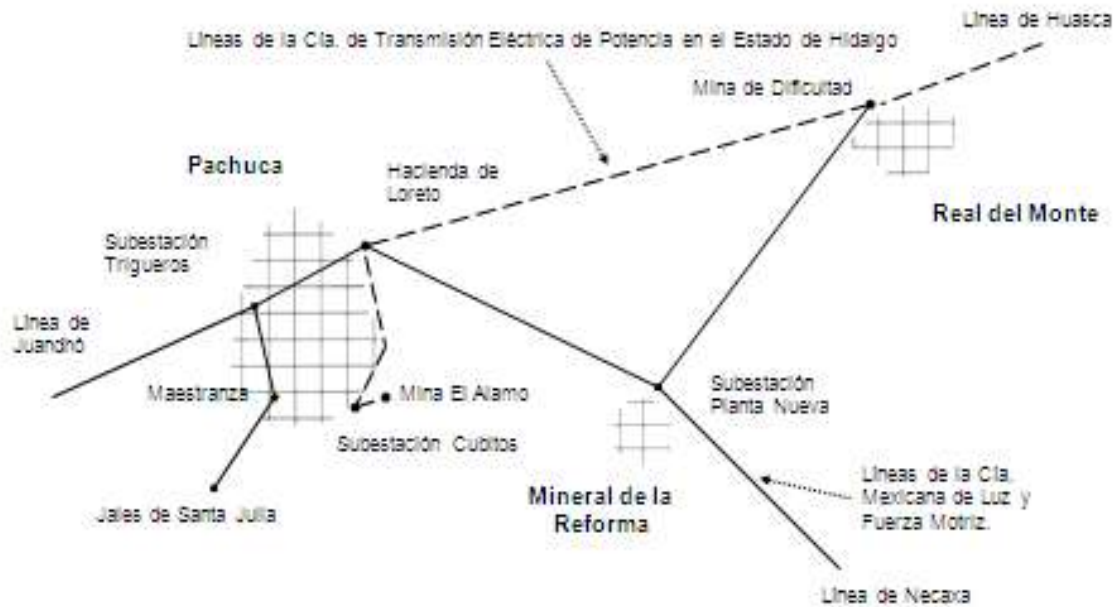 Línea de Huasca
Líneas de la Cía. de Transmisión Eléctrica de Potencia en el Estado de Hidalgo
Mina de Dificultad
Pachuca
Hacienda de
Loreto
Real del Monte
Subestación
Trigueros
Línea de
Juandhó
Maestranza
Mina El Alamo
Subestación
Planta Nueva
Subestación Cubitos
Líneas de la Cía.
Mexicana de Luz y
Fuerza Motriz.
Mineral de la
Reforma
Jales de Santa Julia
Línea de Necaxa